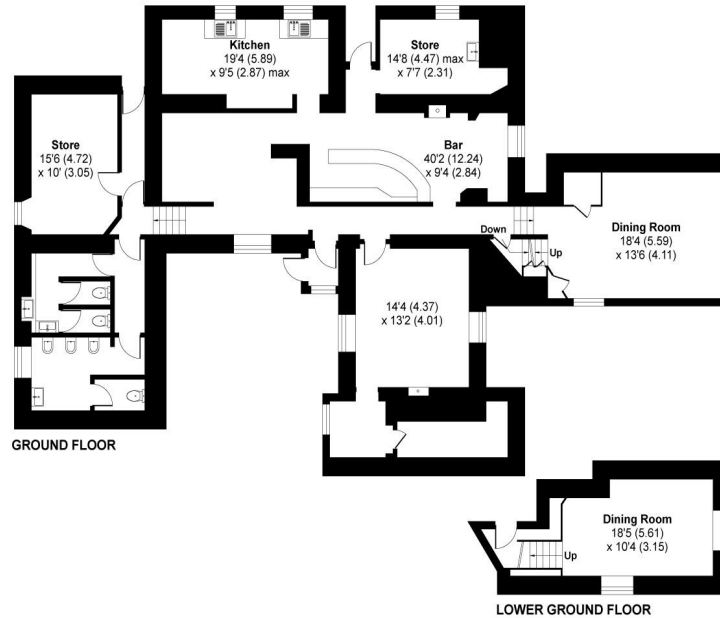 Kitchen
19'4 (5.89)
x 9'5 (2.87) max
Store
14'8 (4.47) max
x 7'7 (2.31)
Store
15'6 (4.72)
x 10' (3.05)
Bar
40'2 (12.24)
x 9'4 (2.84)
Down
Up
Dining Room
18'4 (5.59)
x 13'6 (4.11)
14'4 (4.37)
x 13'2 (4.01)
GROUND FLOOR
Dining Room
18'5 (5.61)
x 10'4 (3.15)
Up
LOWER GROUND FLOOR